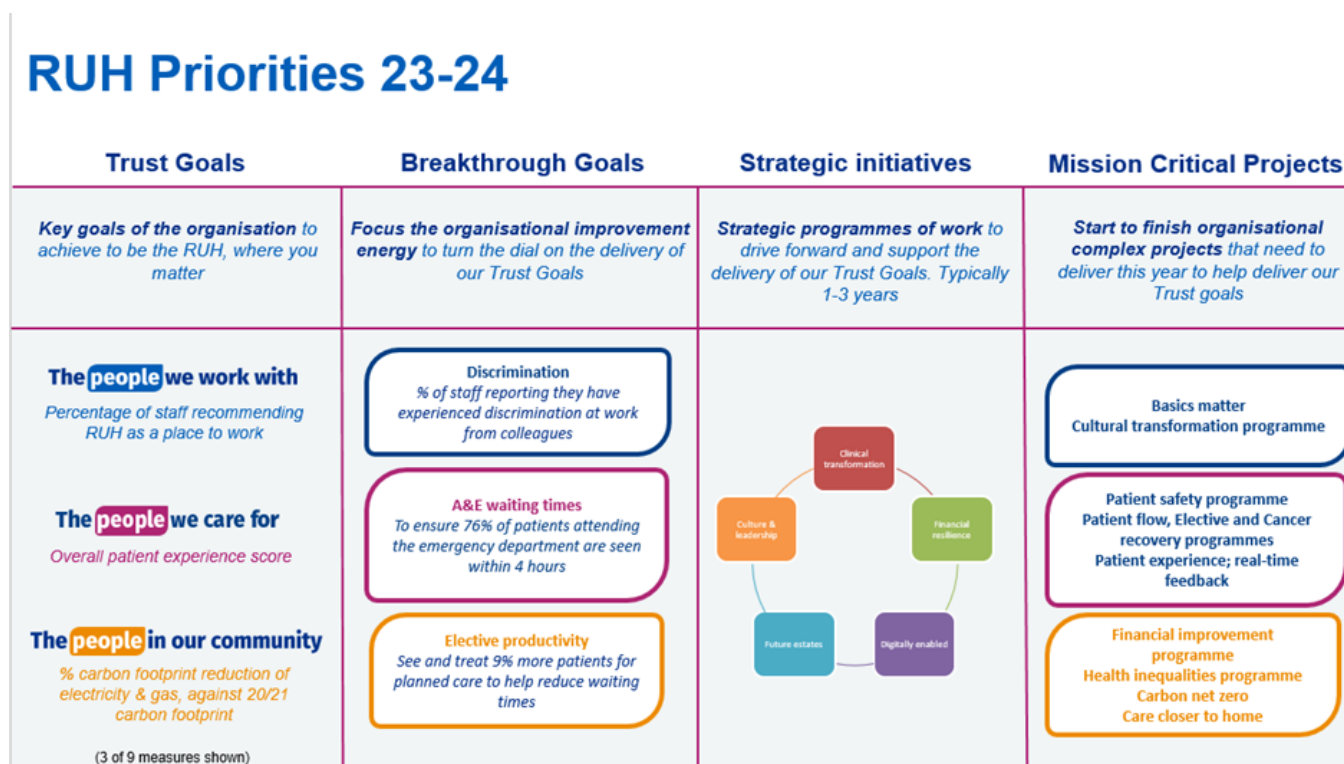 RUH Priorities 23-24
Trust Goals
Breakthrough Goals
Strategic initiatives
Mission Critical Projects
Key goals of the organisation to
achieve to be the RUH, where you
matter
Focus the organisational improvement
energy to turn the dial on the delivery of
our Trust Goals
Strategic programmes of work to
drive forward and support the
delivery of our Trust Goals. Typically
1-3 years
Start to finish organisational
complex projects that need to
deliver this year to help deliver our
Trust goals
The people we work with
Percentage of staff recommending
RUH as a place to work
The people we care for
Overall patient experience score
The people in our community
% carbon footprint reduction of
electricity & gas, against 20/21
carbon footprint
(3 of 9 measures shown)
Discrimination
% of staff reporting they have
experienced discrimination at work
from colleagues
A&E waiting times
To ensure 76% of patients attending
the emergency department are seen
within 4 hours
Elective productivity
See and treat 9% more patients for
planned care to help reduce waiting
times
Clinical
transformation
Culture &
leadership
Financial
resilience
Future estates
Digitally enabled
Basics matter
Cultural transformation programme
Patient safety programme
Patient flow, Elective and Cancer
recovery programmes
Patient experience; real-time
feedback
Financial improvement
programme
Health inequalities programme
Carbon net zero
Care closer to home